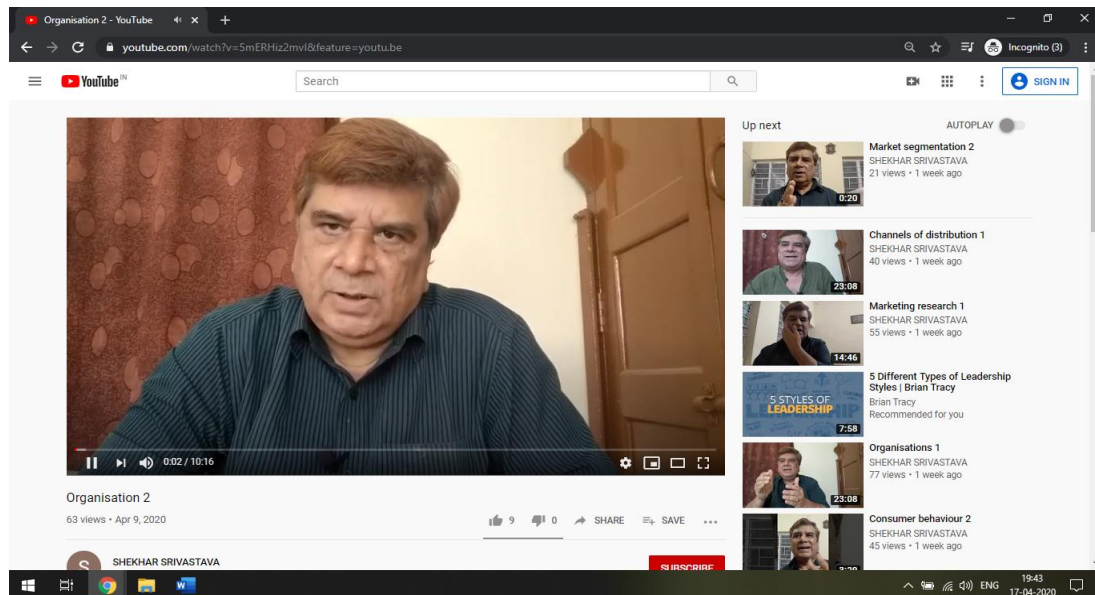 Organisation 2 - YouTube
youtube.com/watch?v=5mERHiz2mvI&feature=youtu.be
Incognito (3)
YouTube IN
Search
SIGN IN
Up next
AUTOPLAY
Market segmentation 2
SHEKHAR SRIVASTAVA
21 views • 1 week ago
0:20
Channels of distribution 1
SHEKHAR SRIVASTAVA
40 views • 1 week ago
23:08
Marketing research 1
SHEKHAR SRIVASTAVA
55 views • 1 week ago
14:46
5 Different Types of Leadership
Styles | Brian Tracy
Brian Tracy
Recommended for you
5 STYLES OF
LEADERSHIP
7:58
Organisations 1
SHEKHAR SRIVASTAVA
77 views • 1 week ago
23:08
Consumer behaviour 2
SHEKHAR SRIVASTAVA
45 views • 1 week ago
0:02 / 10:16
Organisation 2
63 views • Apr 9, 2020
9
0
SHARE
SAVE
S
SHEKHAR SRIVASTAVA
SUBSCRIBE
ENG
19:43
17-04-2020